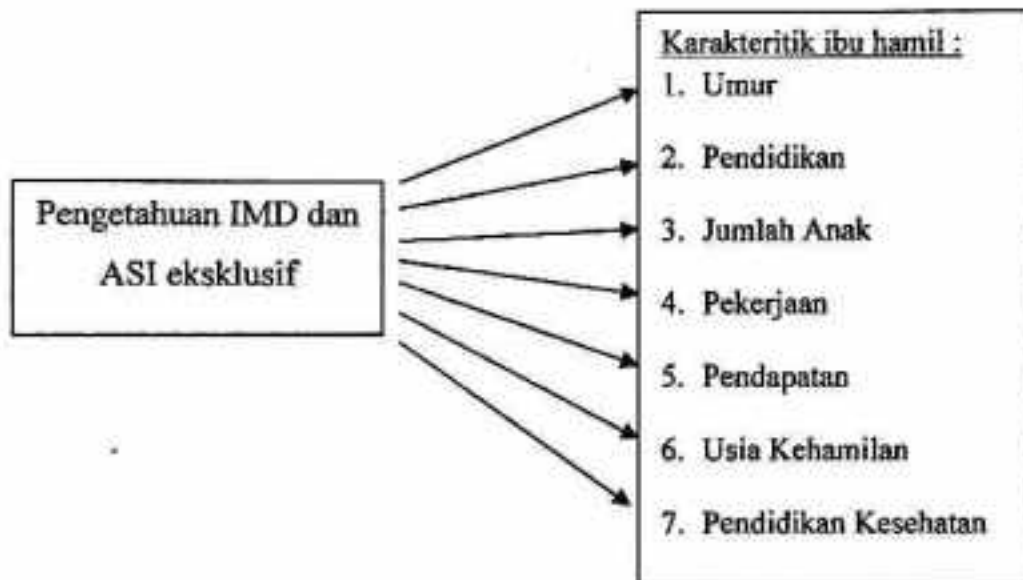 Pengetahuan IMD dan
ASI eksklusif
Karakteritik ibu hamil :
1. Umur
2. Pendidikan
3. Jumlah Anak
4. Pekerjaan
5. Pendapatan
6. Usia Kehamilan
7. Pendidikan Kesehatan